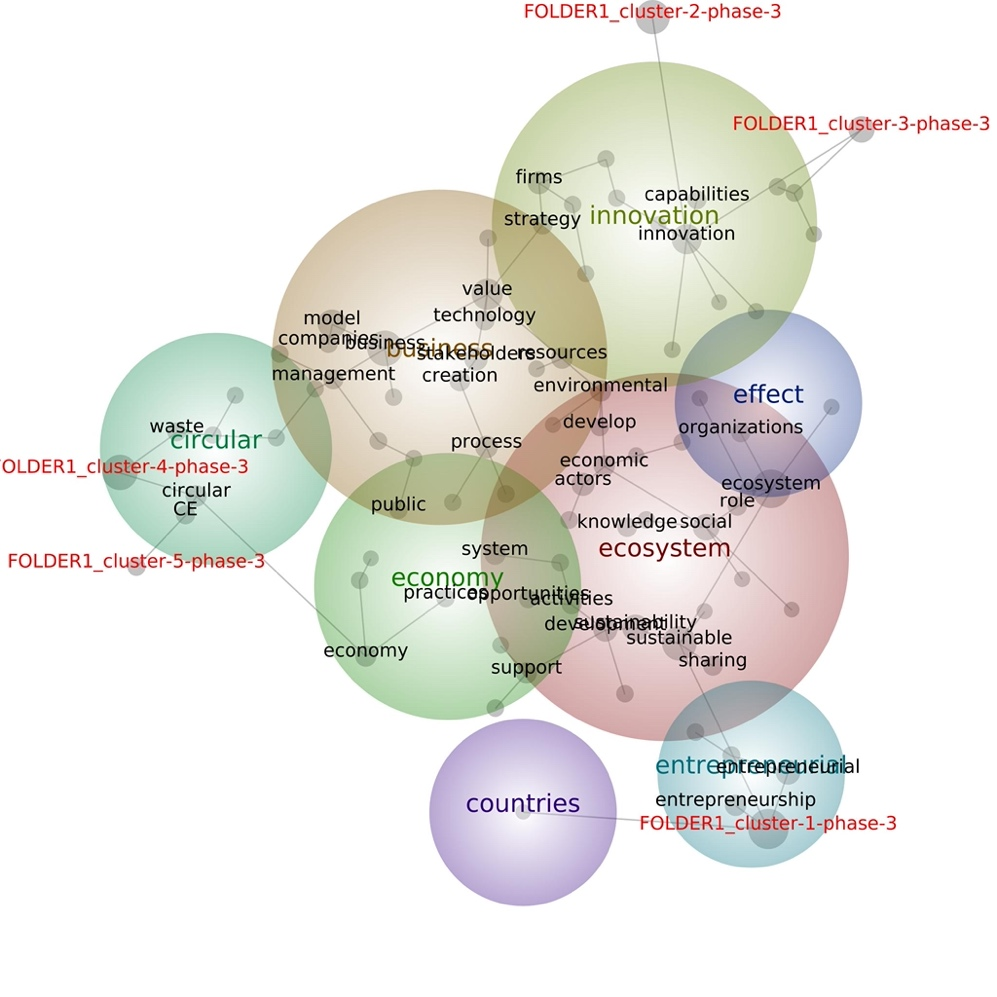 FOLDER1_cluster-2-phase-3
FOLDER1_cluster-3-phase-3
firms
capabilities
innovation
strategy
innovation
value
technology
model
companies
business
business
stakeholders
resources
management
creation
environmental
effect
develop
organizations
waste
circular
process
economic
FOLDER1_cluster-4-phase-3
actors
ecosystem
circular
role
CE
public
knowledge
social
system
ecosystem
FOLDER1_cluster-5-phase-3
economy
practices
opportunities
activities
development
sustainability
sustainable
economy
sharing
support
entrepreneurial
entrepreneurial
countries
entrepreneurship
FOLDER1_cluster-1-phase-3